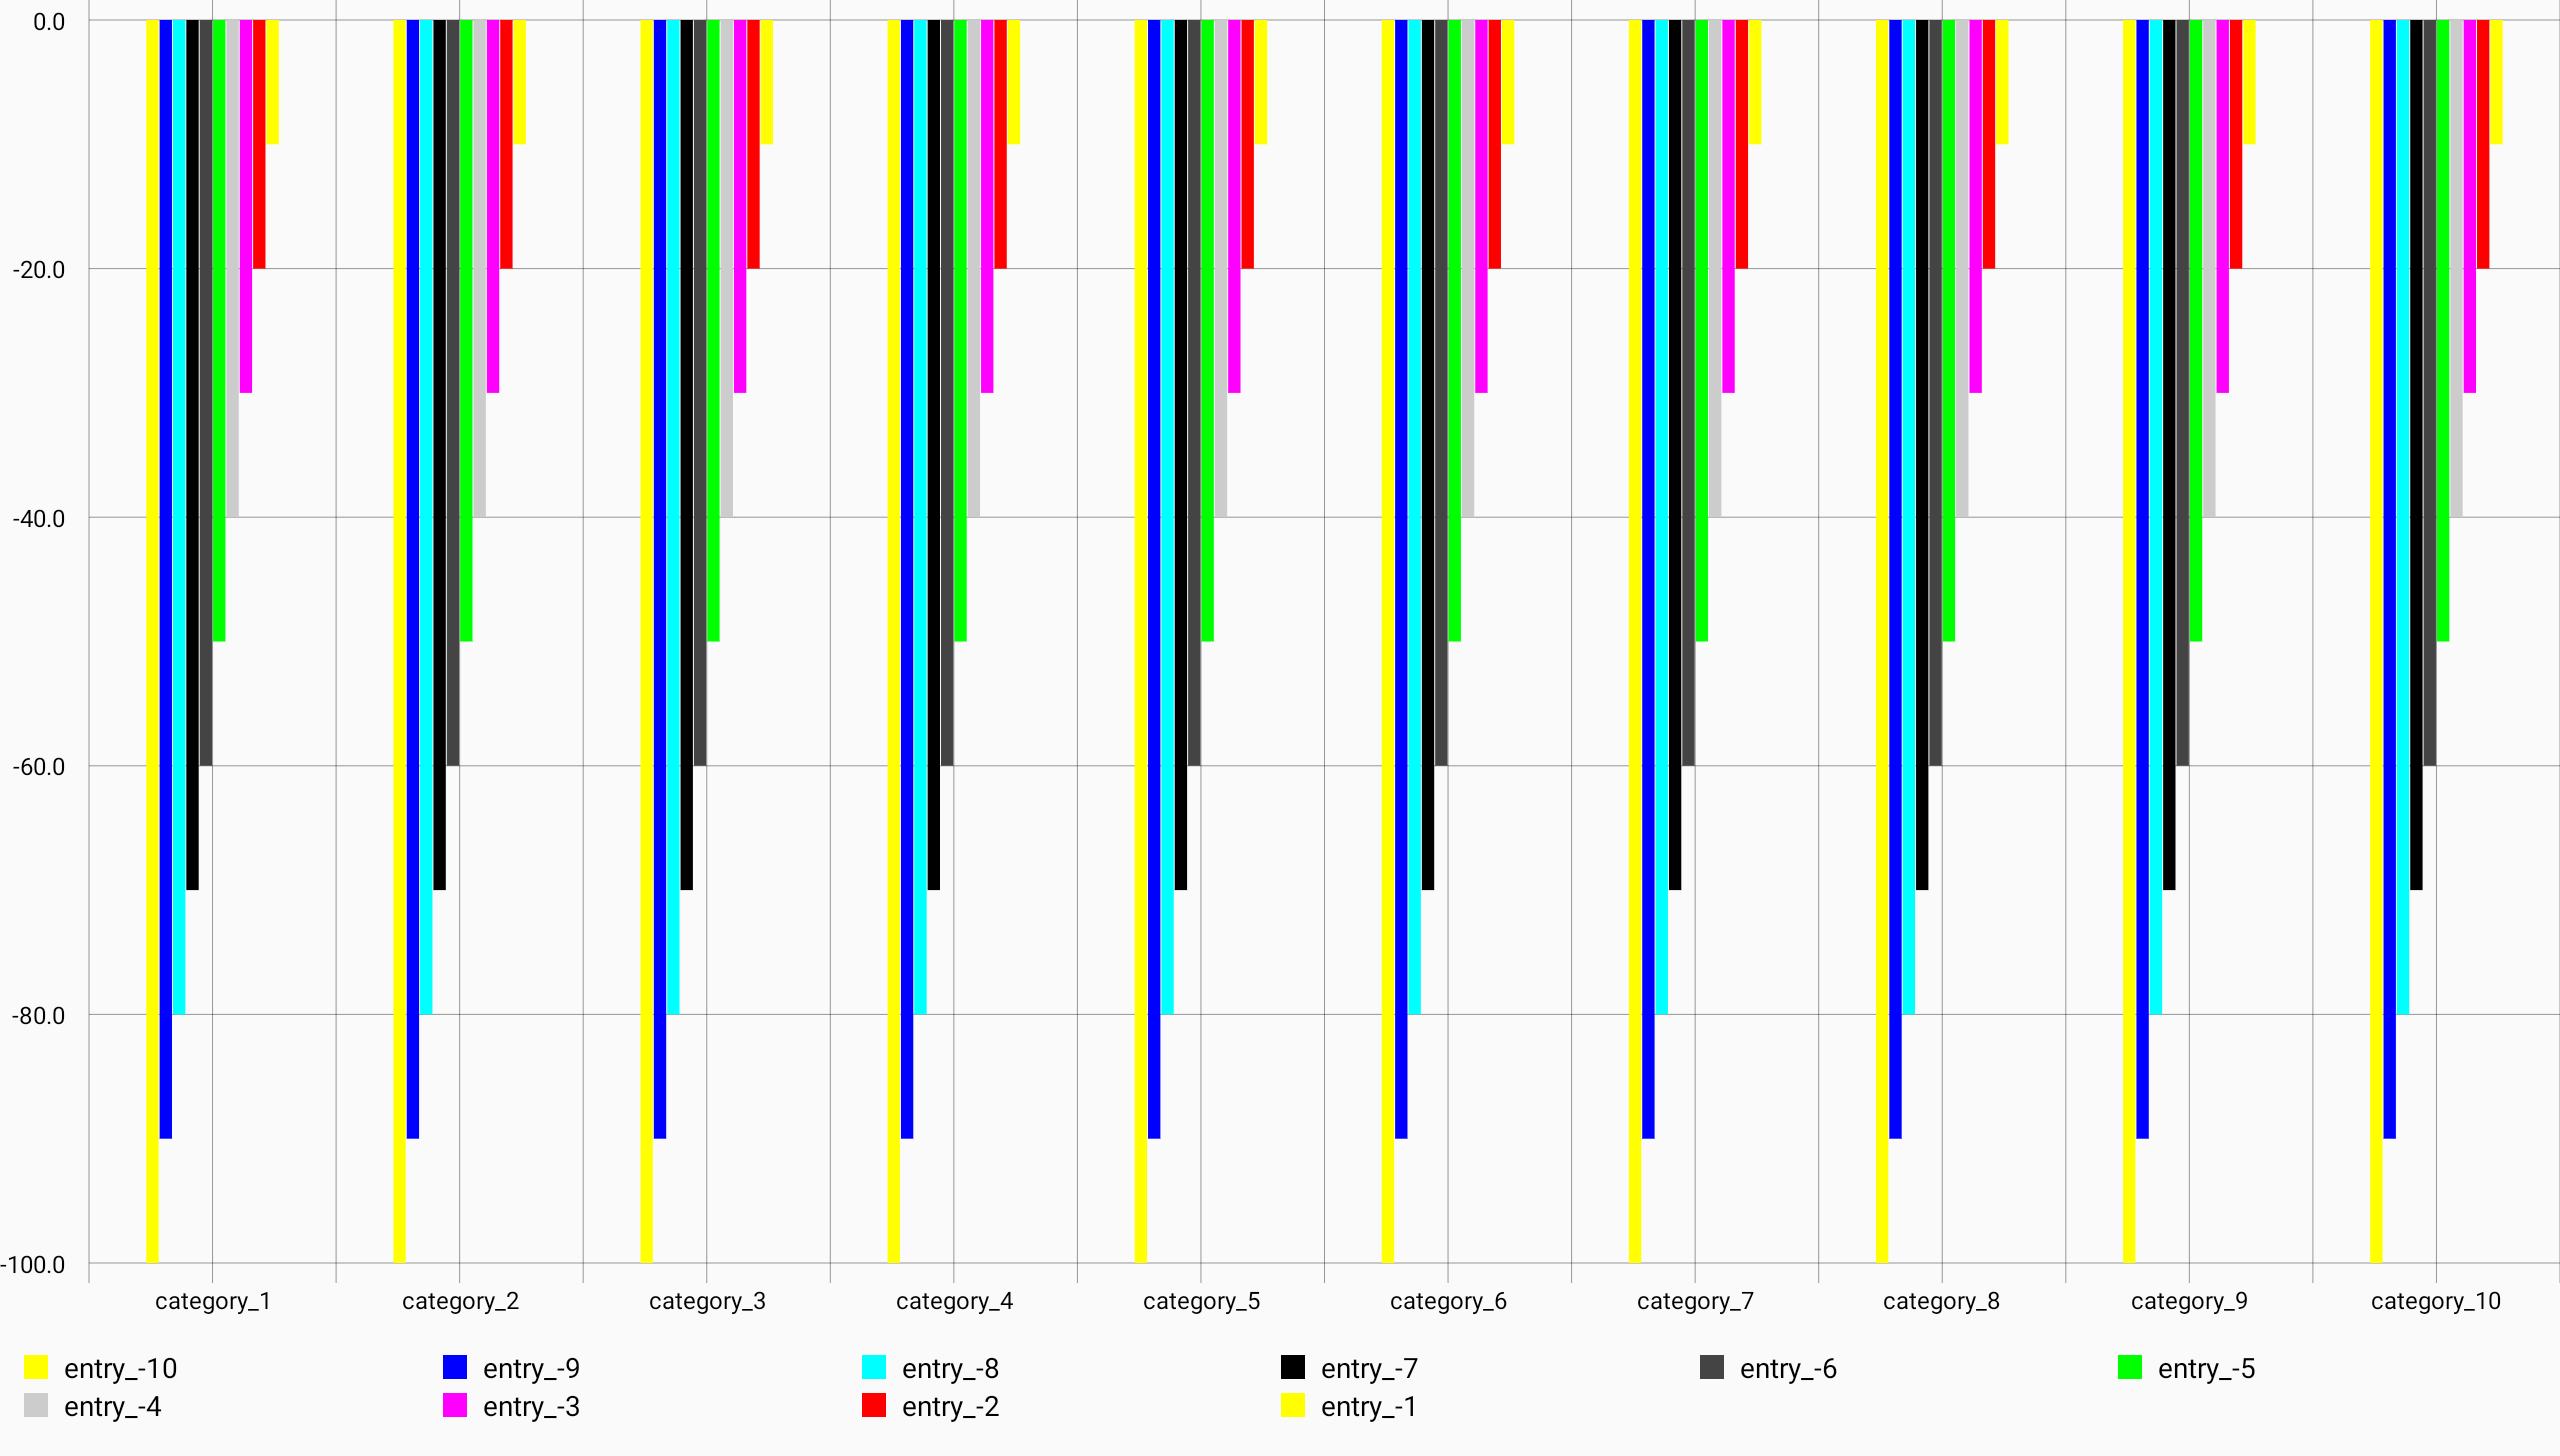 0.0
-20.0
-40.0
-60.0
-80.0
-100.0
category_1 category_2 category_3 category_4 category_5 category_6 category_7 category_8 category_9 category_10
entry_-10 entry_-9 entry_-8 entry_-7 entry_-6 entry_-5
entry_-4 entry_-3 entry_-2 entry_-1